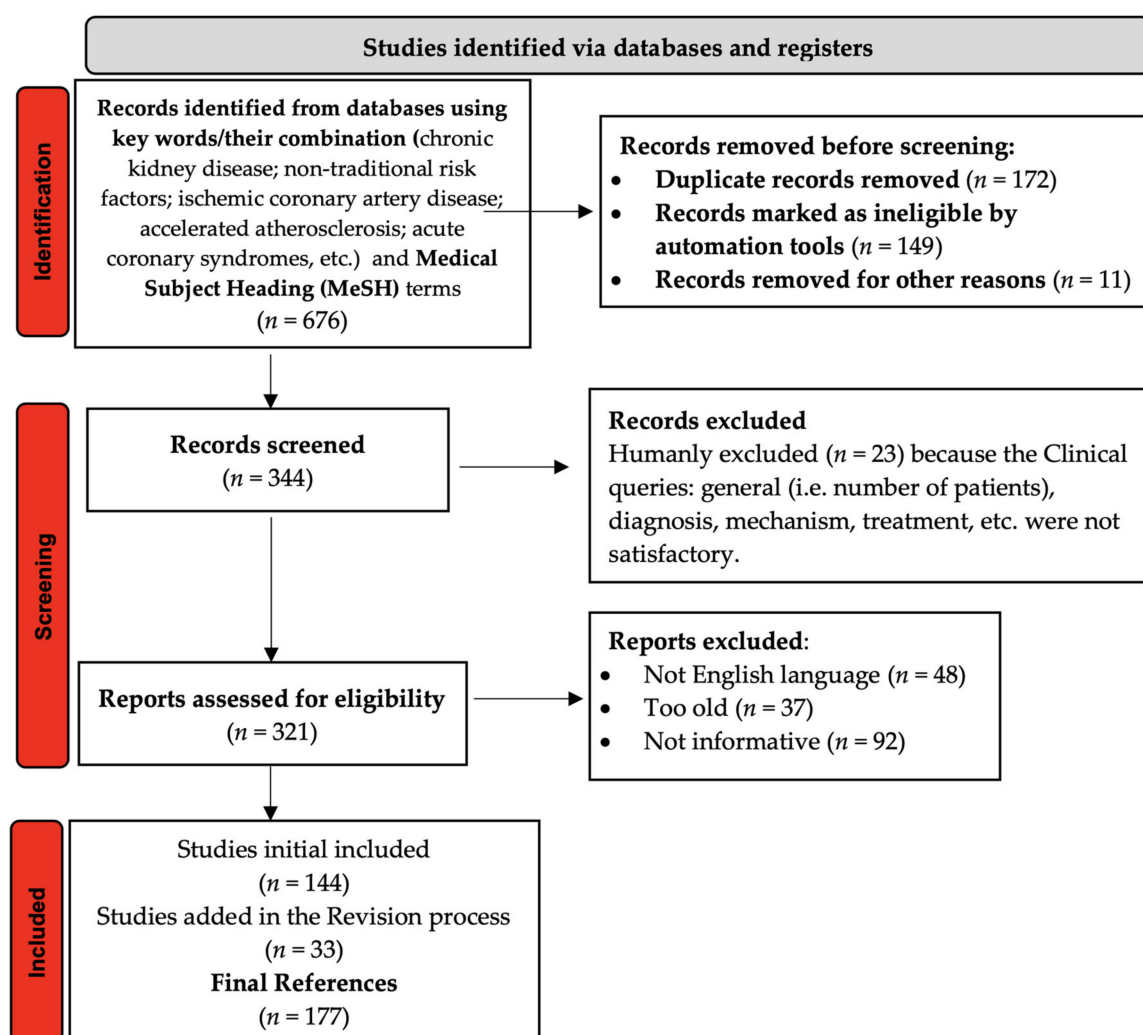 Studies identified via databases and registers
Identification
Records identified from databases using
key words/their combination (chronic
kidney disease; non-traditional risk
factors; ischemic coronary artery disease;
accelerated atherosclerosis; acute
coronary syndromes, etc.) and Medical
Subject Heading (MeSH) terms
(n = 676)
Records removed before screening:
• Duplicate records removed (n = 172)
• Records marked as ineligible by
automation tools (n = 149)
• Records removed for other reasons (n = 11)
Screening
Records screened
(n = 344)
Records excluded
Humanly excluded (n = 23) because the Clinical
queries: general (i.e. number of patients),
diagnosis, mechanism, treatment, etc. were not
satisfactory.
Reports assessed for eligibility
(n = 321)
Reports excluded:
• Not English language (n = 48)
• Too old (n = 37)
• Not informative (n = 92)
Included
Studies initial included
(n = 144)
Studies added in the Revision process
(n = 33)
Final References
(n = 177)